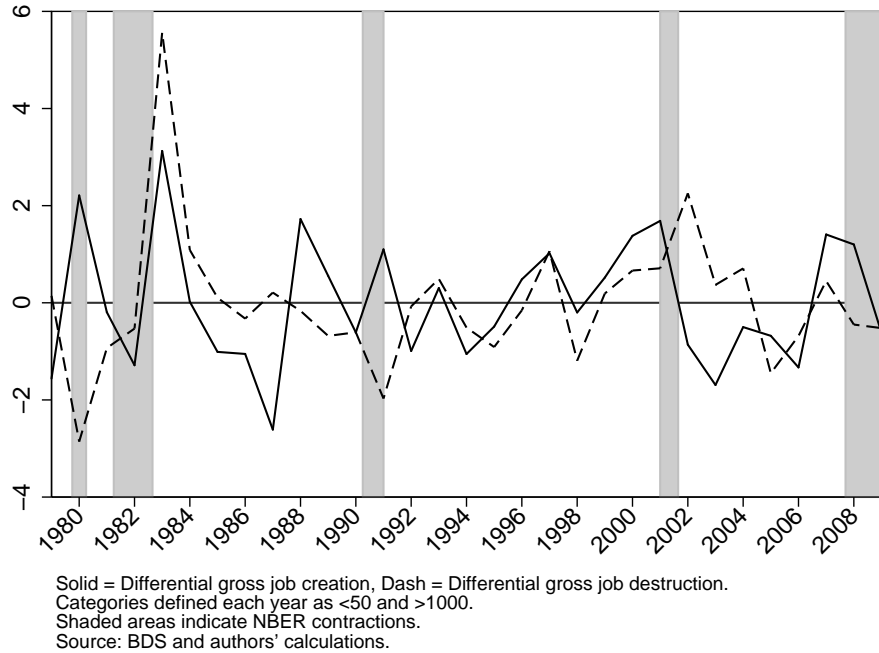 6
4
2
0
−2
−4
1980 1982 1984 1986 1988 1990 1992 1994 1996 1998 2000 2002 2004 2006 2008
Solid = Differential gross job creation, Dash = Differential gross job destruction.
Categories defined each year as <50 and >1000.
Shaded areas indicate NBER contractions.
Source: BDS and authors' calculations.